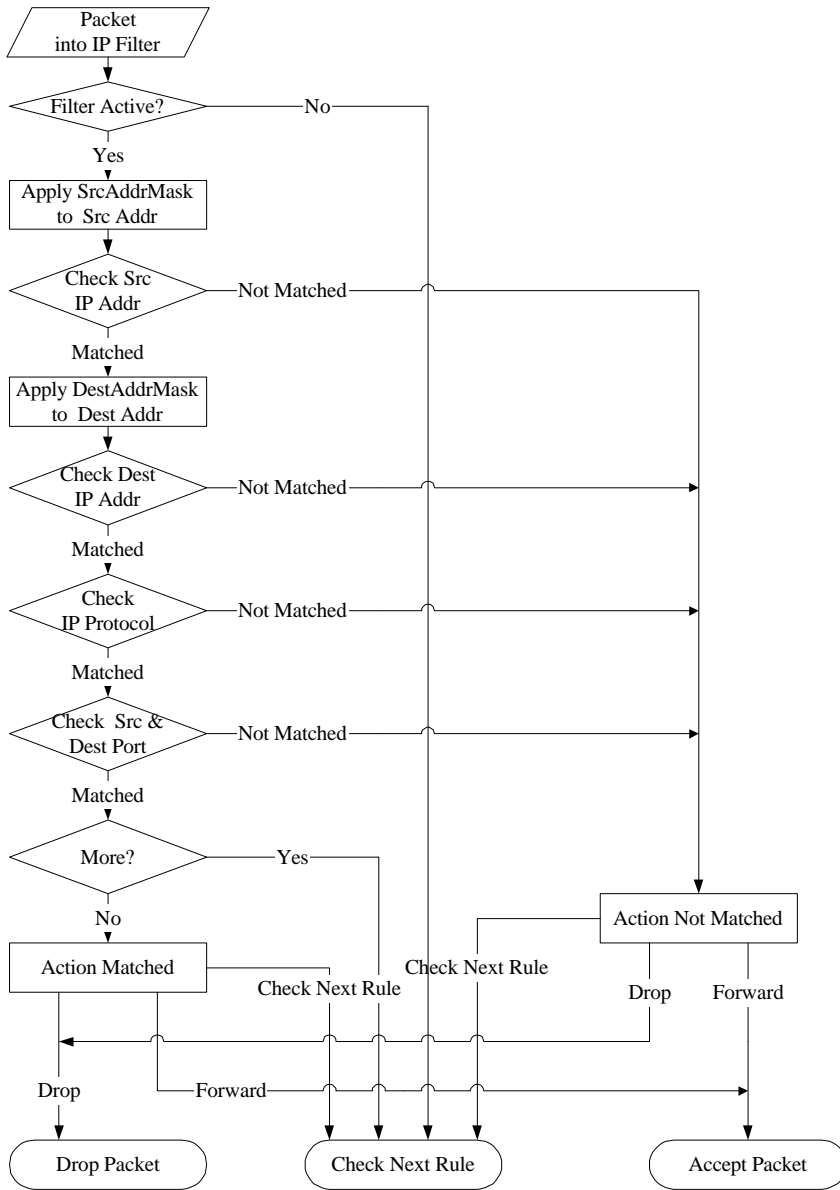 Packet
into IP Filter
Filter Active?
No
Yes
Apply SrcAddrMask
to Src Addr
Check Src
IP Addr
Not Matched
Matched
Apply DestAddrMask
to Dest Addr
Check Dest
IP Addr
Not Matched
Matched
Check
IP Protocol
Not Matched
Matched
Check Src &
Dest Port
Not Matched
Matched
More?
Yes
No
Action Not Matched
Action Matched
Check Next Rule
Check Next Rule
Drop
Forward
Drop
Forward
Drop Packet
Check Next Rule
Accept Packet